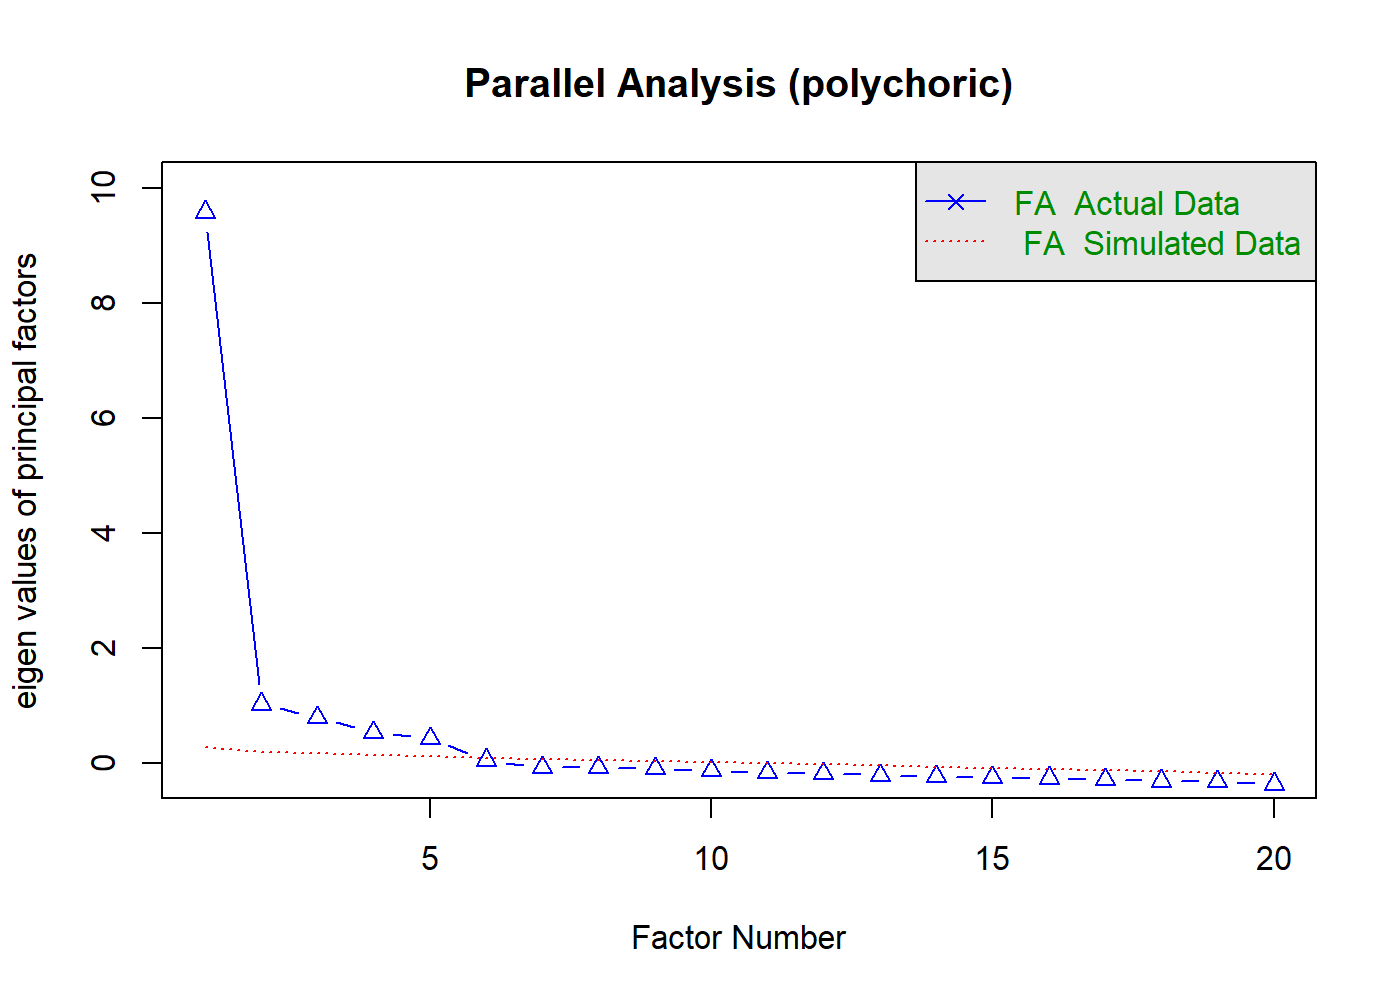 Parallel Analysis (polychoric)
FA Actual Data
FA Simulated Data
eigen values of principal factors
10
8
6
4
2
0
5 10 15 20
Factor Number